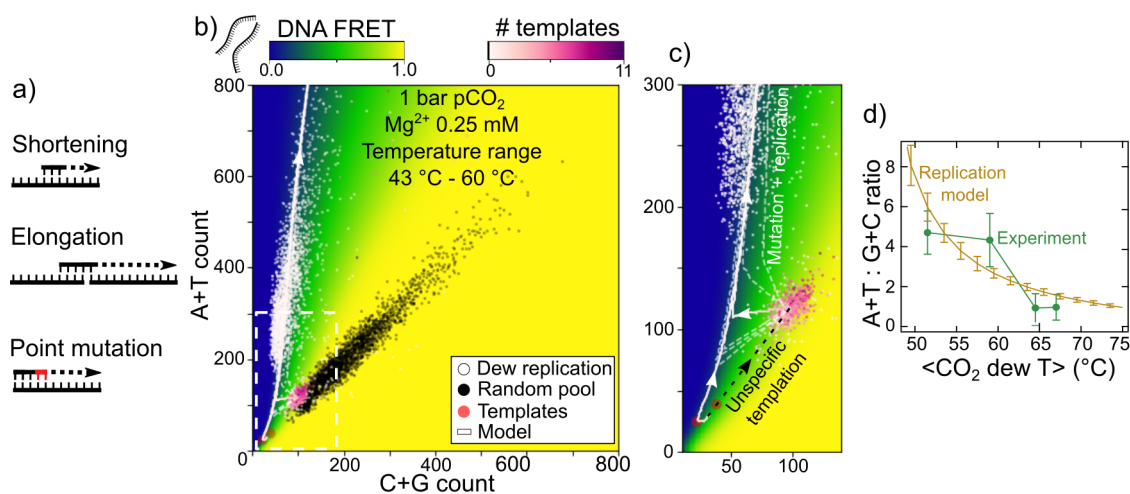 a)
Shortening
Elongation
Point mutation
b)
DNA FRET
0.0
1.0
# templates
0
11
800
600
400
200
0
A+T count
1 bar pCO₂
Mg²⁺ 0.25 mM
Temperature range
43 °C - 60 °C
Dew replication
Random pool
Templates
Model
0
200
400
600
800
C+G count
c)
300
200
100
0
Mutation + replication
Unspecific
templation
50
100
d)
8
6
4
2
0
A+T : G+C ratio
Replication
model
Experiment
50
55
60
65
70
75
<CO₂ dew T> (°C)